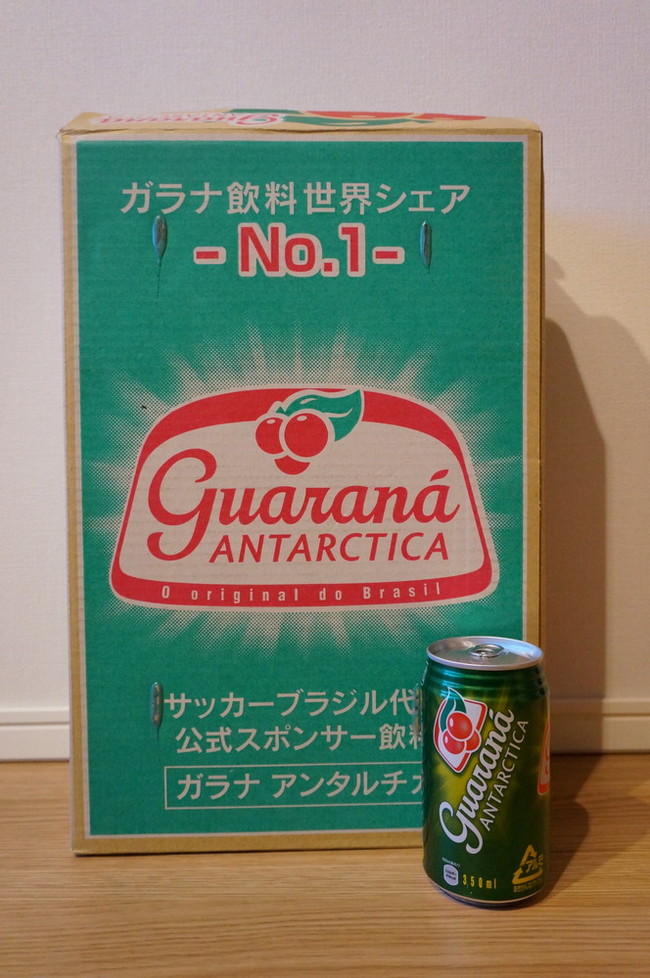 ガラナ飲料世界シェア
-No.1-
Guaraná
ANTARCTICA
O original do Brasil
サッカーブラジル代
公式スポンサー飲料
ガラナ アンタルチカ
Guaraná
ANTARCTICA
350ml